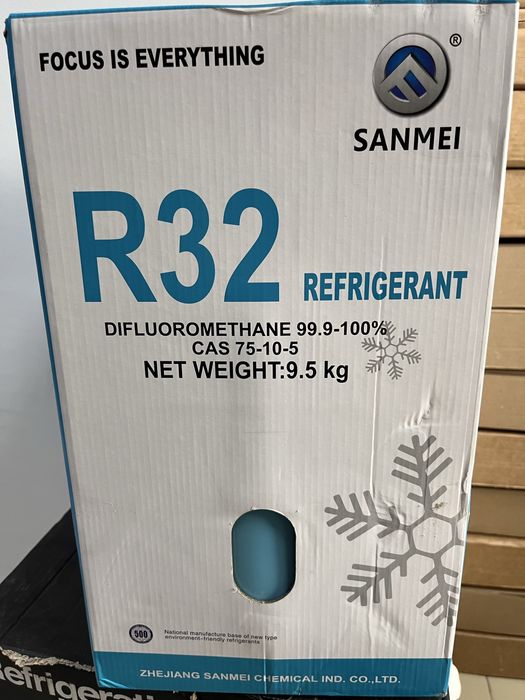 FOCUS IS EVERYTHING
®
SANMEI
R32 REFRIGERANT
DIFLUOROMETHANE 99.9-100%
CAS 75-10-5
NET WEIGHT:9.5 kg
500
National manufacture base of new type
environment-friendly refrigerants
ZHEJIANG SANMEI CHEMICAL IND. CO.,LTD.